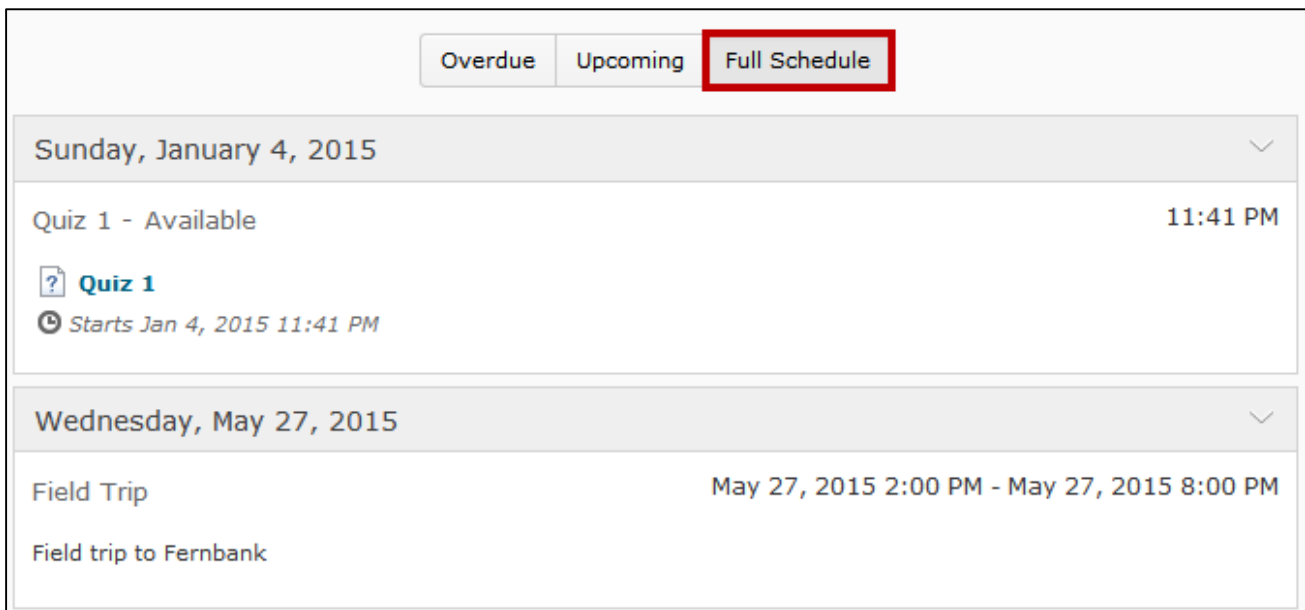 Overdue Upcoming Full Schedule
Sunday, January 4, 2015
Quiz 1 - Available 11:41 PM
Quiz 1
Starts Jan 4, 2015 11:41 PM
Wednesday, May 27, 2015
Field Trip May 27, 2015 2:00 PM - May 27, 2015 8:00 PM
Field trip to Fernbank